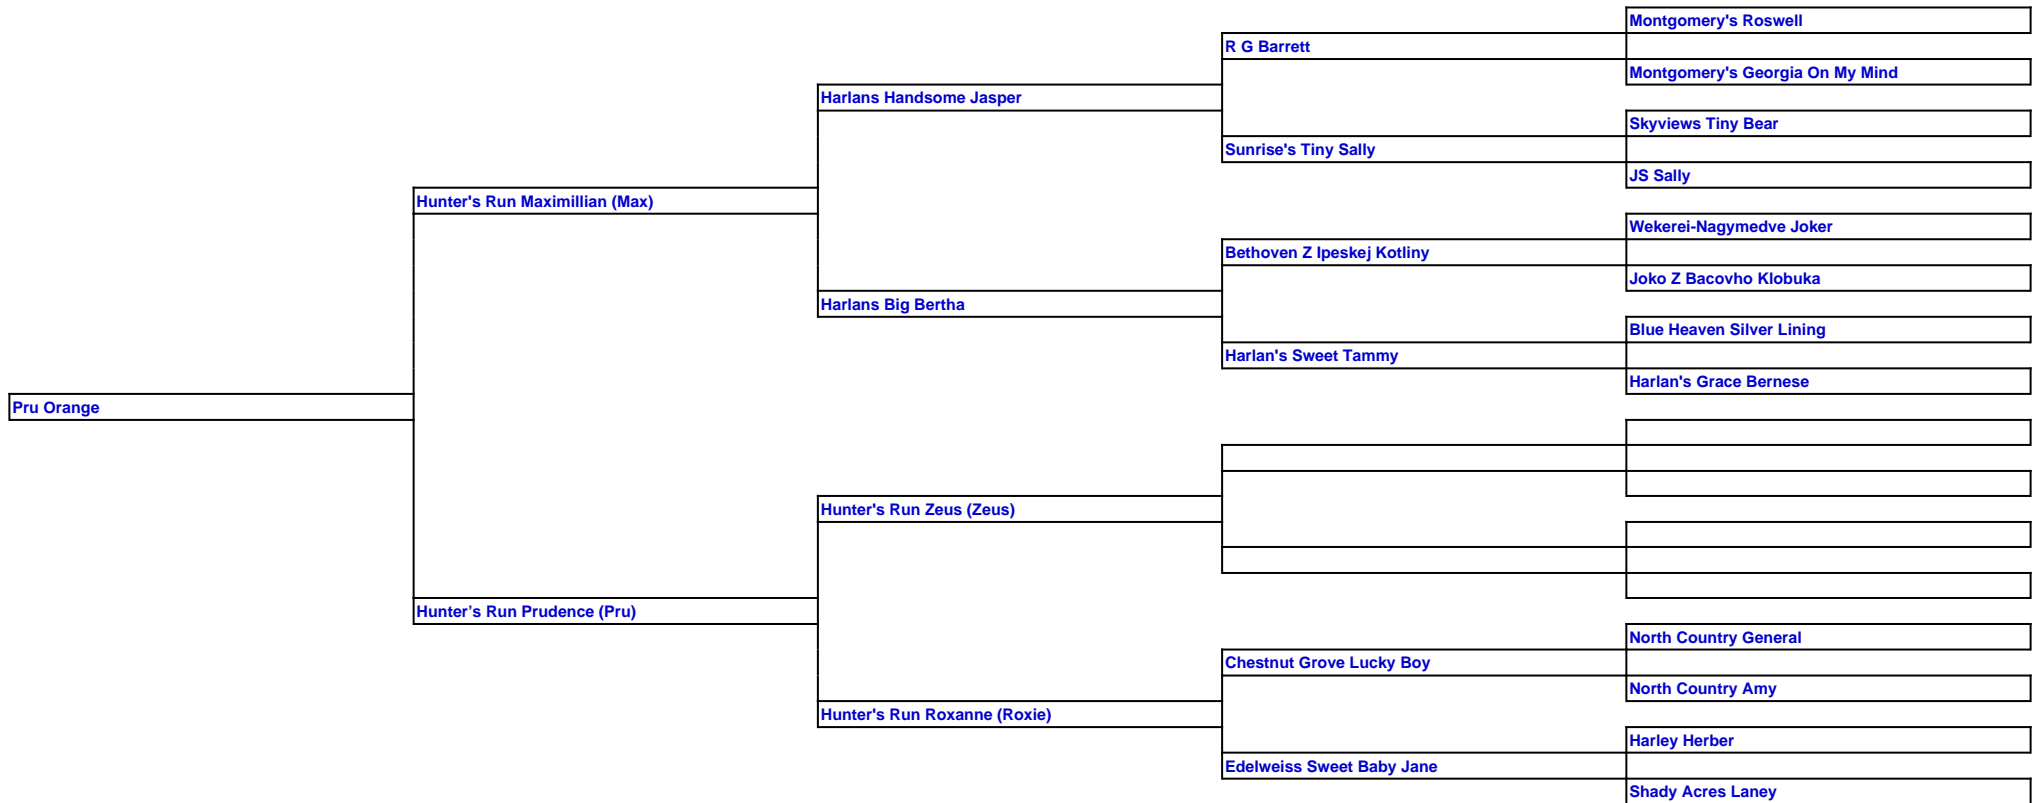 Montgomery's Roswell
R G Barrett
Montgomery's Georgia On My Mind
Harlans Handsome Jasper
Skyviews Tiny Bear
Sunrise's Tiny Sally
JS Sally
Hunter's Run Maximillian (Max)
Wekerei-Nagymedve Joker
Bethoven Z Ipeskej Kotliny
Joko Z Bacovho Klobuka
Harlans Big Bertha
Blue Heaven Silver Lining
Harlan's Sweet Tammy
Harlan's Grace Bernese
Pru Orange
Hunter's Run Zeus (Zeus)
Hunter’s Run Prudence (Pru)
North Country General
Chestnut Grove Lucky Boy
North Country Amy
Hunter's Run Roxanne (Roxie)
Harley Herber
Edelweiss Sweet Baby Jane
Shady Acres Laney